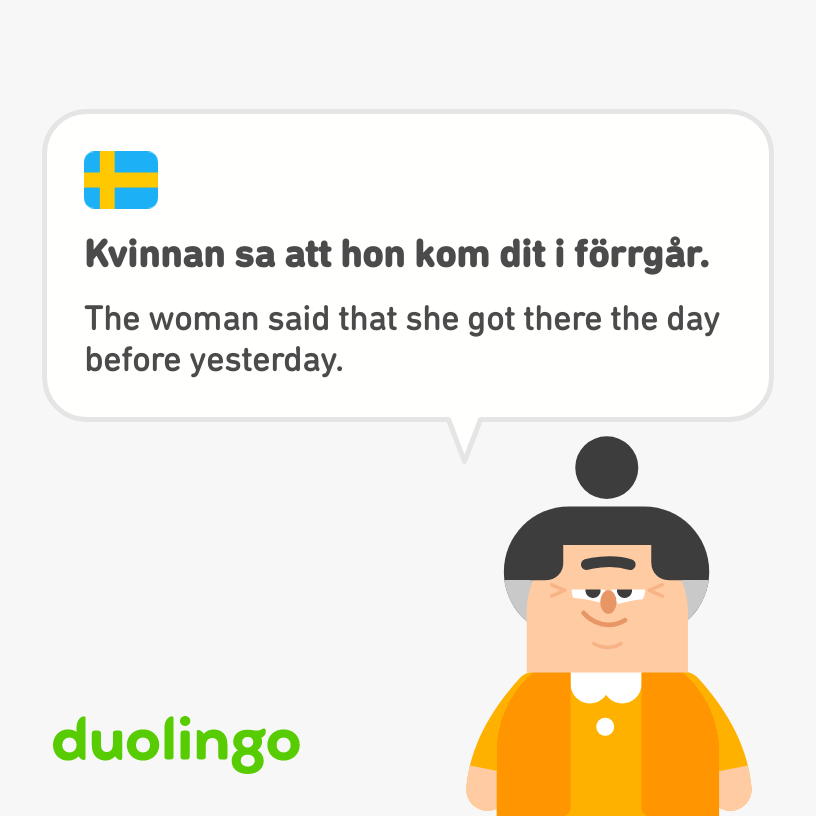 Kvinnan sa att hon kom dit i förrgår.
The woman said that she got there the day
before yesterday.
duolingo